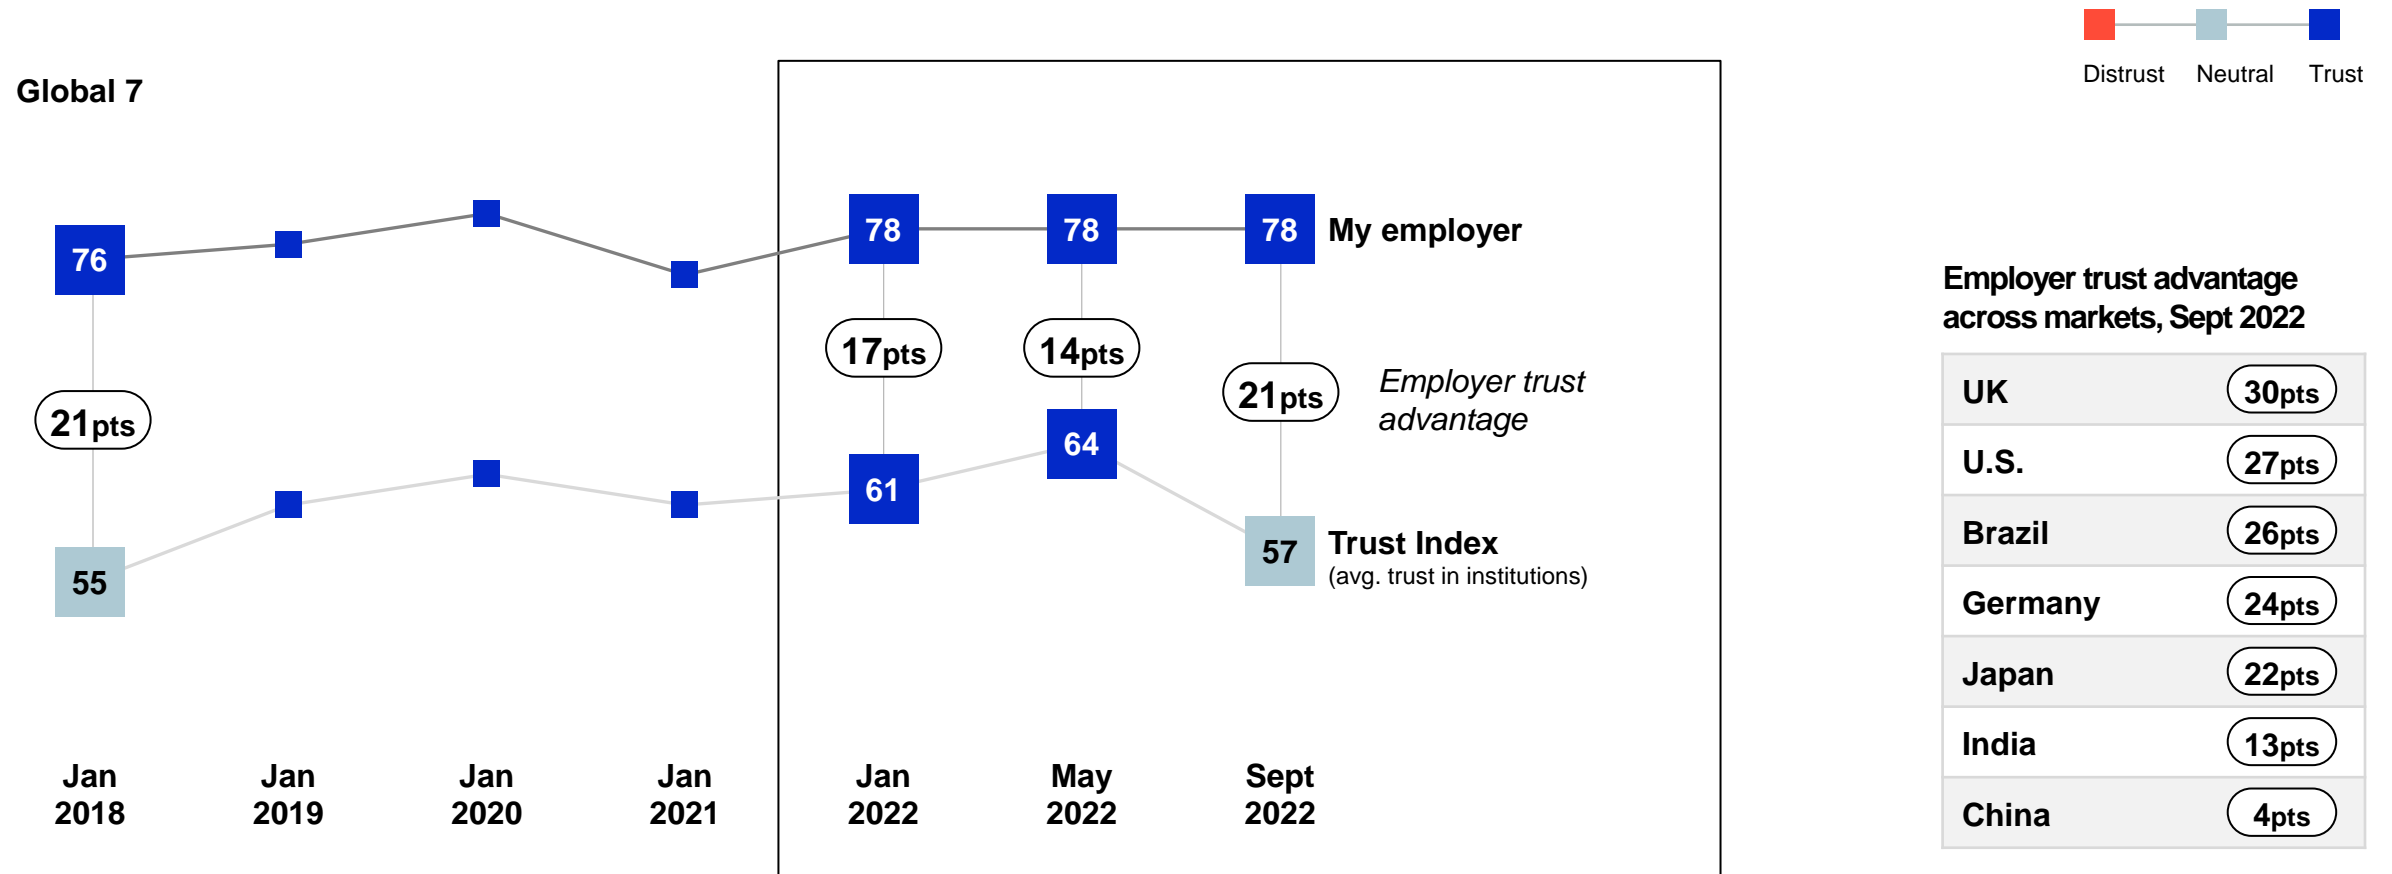 Distrust Neutral Trust
Global 7
76
78
78
78
My employer
21pts
17pts
14pts
21pts
Employer trust
advantage
55
61
64
57
Trust Index
(avg. trust in institutions)
Jan
2018
Jan
2019
Jan
2020
Jan
2021
Jan
2022
May
2022
Sept
2022
Employer trust advantage
across markets, Sept 2022
UK 30pts
U.S. 27pts
Brazil 26pts
Germany 24pts
Japan 22pts
India 13pts
China 4pts